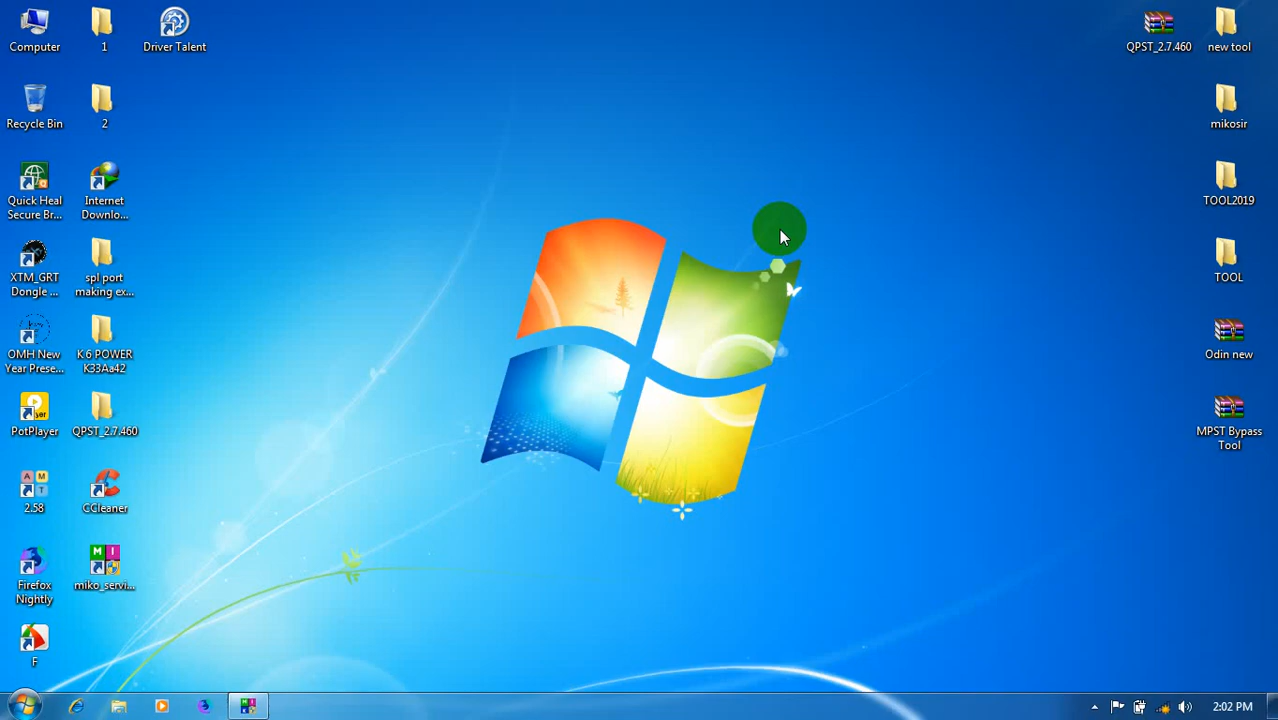 Computer
1
Driver Talent
QPST_2.7.460
new tool
Recycle Bin
2
mikosir
Quick Heal
Secure Br...
Internet
Downlo...
TOOL2019
XTM_GRT
Dongle ...
spl port
making ex...
TOOL
OMH New
Year Prese...
K 6 POWER
K33Aa42
Odin new
PotPlayer
QPST_2.7.460
MPST Bypass
Tool
A M
T
2.58
CCleaner
Firefox
Nightly
M I
miko_servi...
F
2:02 PM